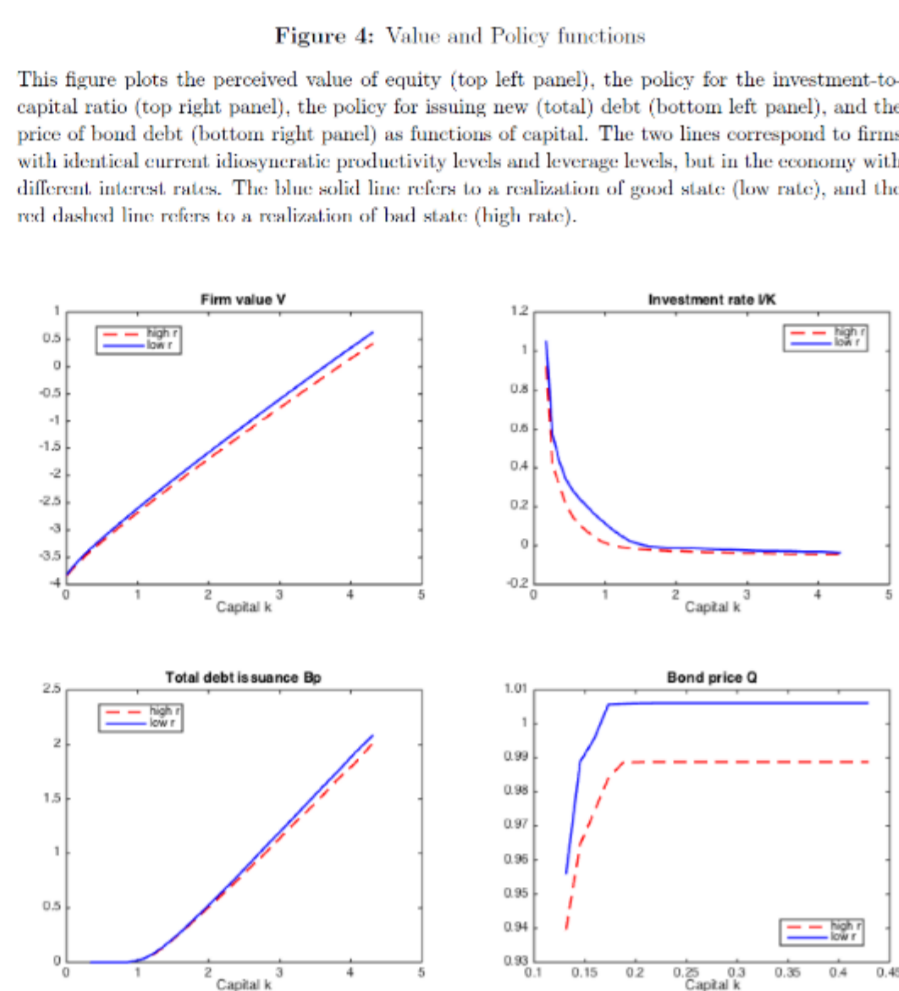 Figure 4: Value and Policy functions
This figure plots the perceived value of equity (top left panel), the policy for the investment-to-
capital ratio (top right panel), the policy for issuing new (total) debt (bottom left panel), and the
price of bond debt (bottom right panel) as functions of capital. The two lines correspond to firms
with identical current idiosyncratic productivity levels and leverage levels, but in the economy with
different interest rates. The blue solid line refers to a realization of good state (low rate), and the
red dashed line refers to a realization of bad state (high rate).
Firm value V
1
0.5
0
-0.5
-1
-1.5
-2
-2.5
-3
-3.5
-4
high r
low r
0 1 2 3 4 5
Capital k
Investment rate I/K
1.2
1
0.8
0.6
0.4
0.2
0
-0.2
high r
low r
0 1 2 3 4 5
Capital k
Total debt issuance Bp
2.5
2
1.5
1
0.5
0
high r
low r
0 1 2 3 4 5
Capital k
Bond price Q
1.01
1
0.99
0.98
0.97
0.96
0.95
0.94
0.93
high r
low r
0.1 0.15 0.2 0.25 0.3 0.35 0.4 0.45
Capital k